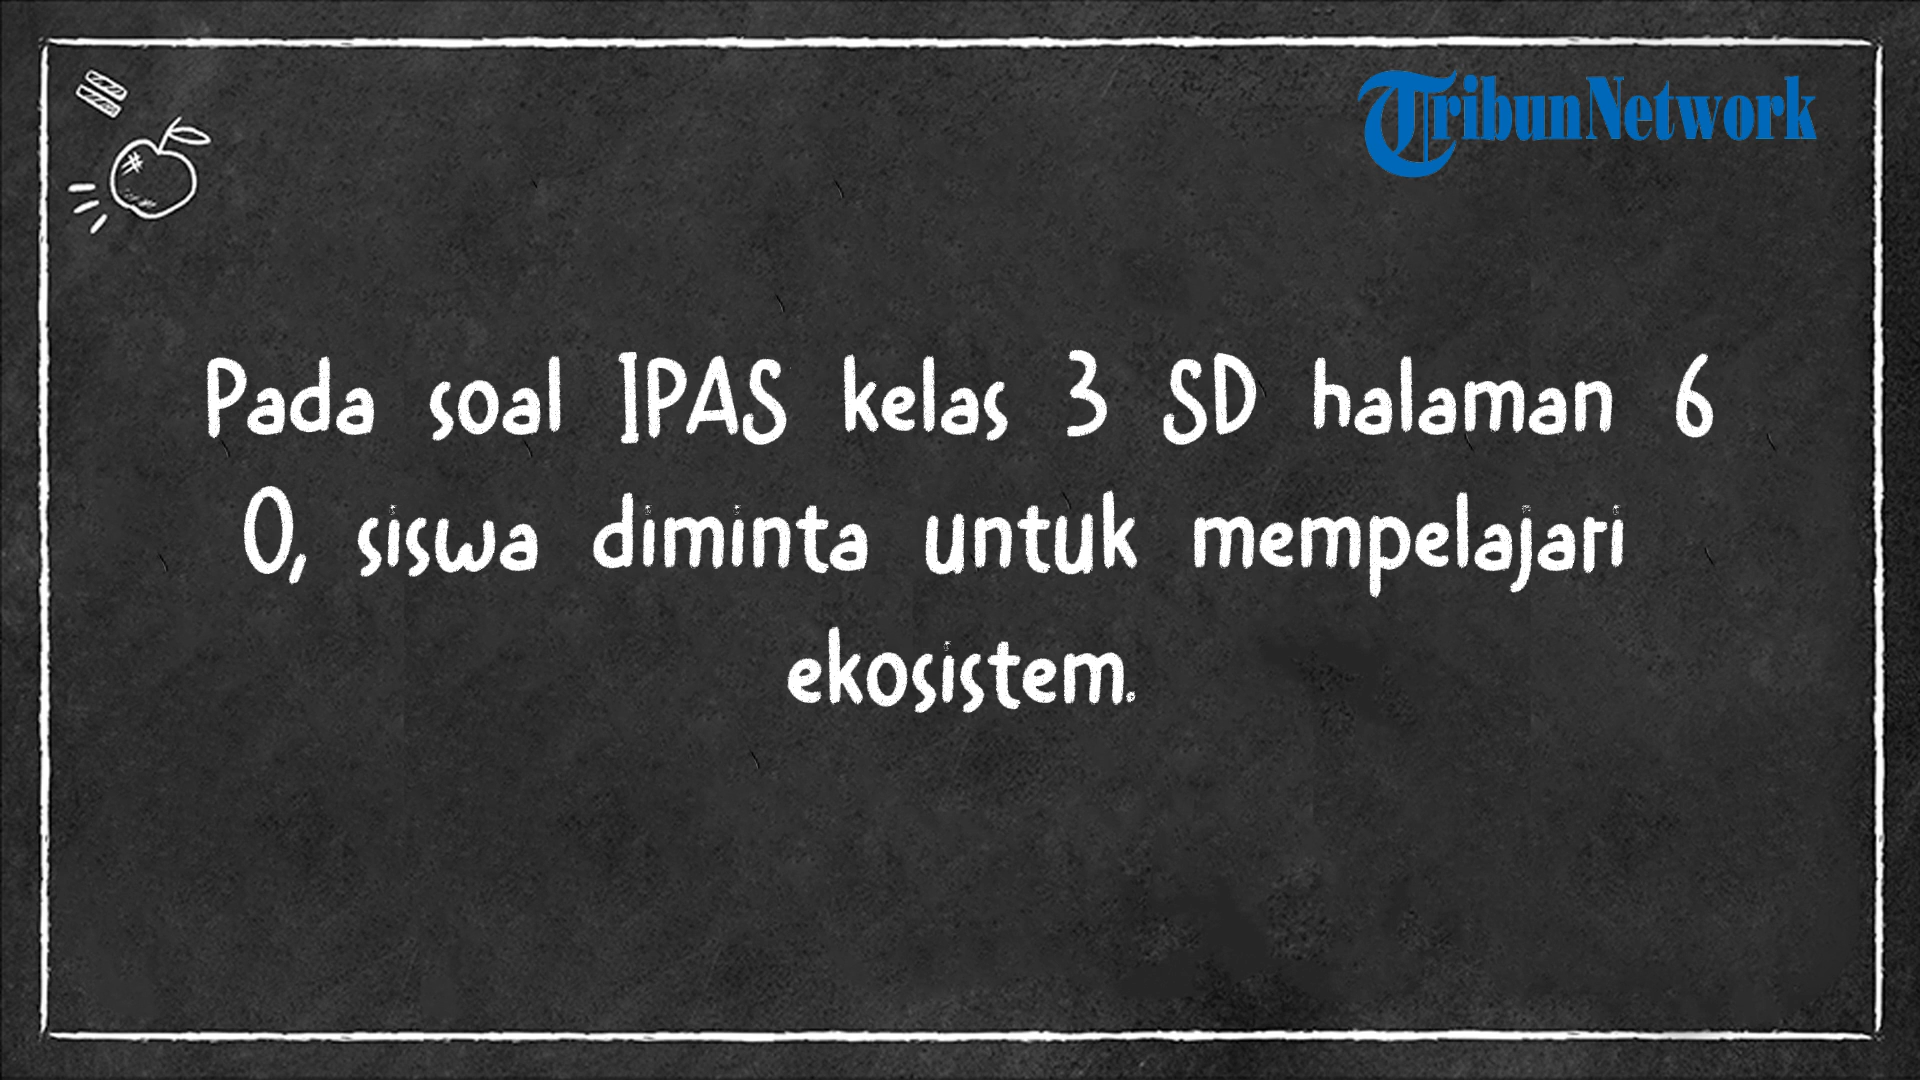 TribunNetwork
Pada soal IPAS kelas 3 SD halaman 6
0, siswa diminta untuk mempelajari
ekosistem.